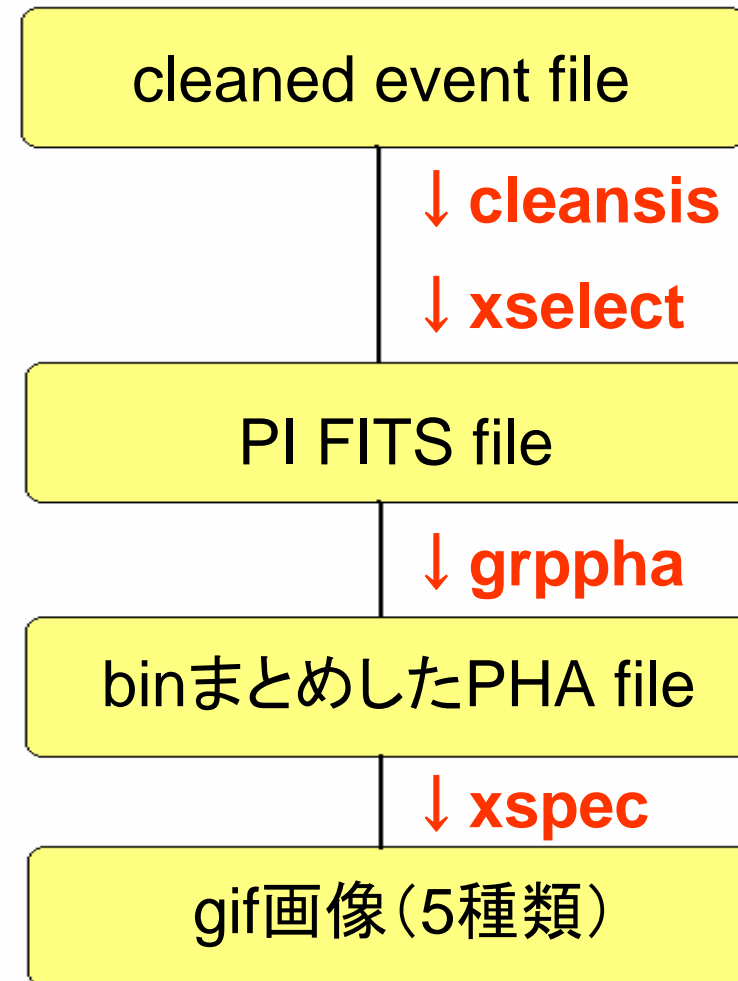 cleaned event file
↓ cleansis
↓ xselect
PI FITS file
↓ grppha
binまとめしたPHA file
↓ xspec
gif画像（5種類）